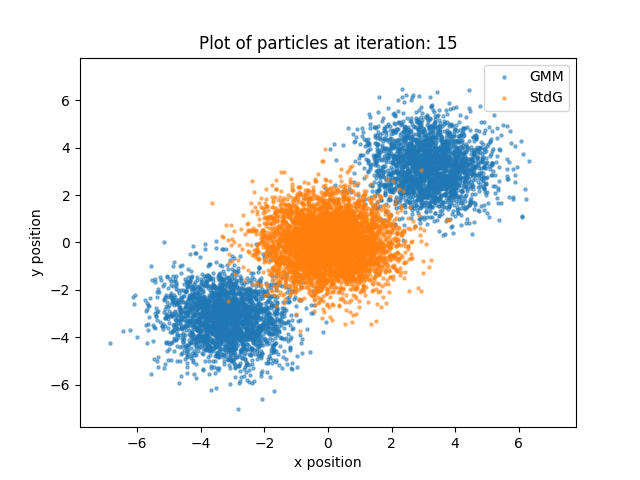 Plot of particles at iteration: 15
GMM
StdG
6
4
2
0
−2
−4
−6
y position
−6 −4 −2 0 2 4 6
x position